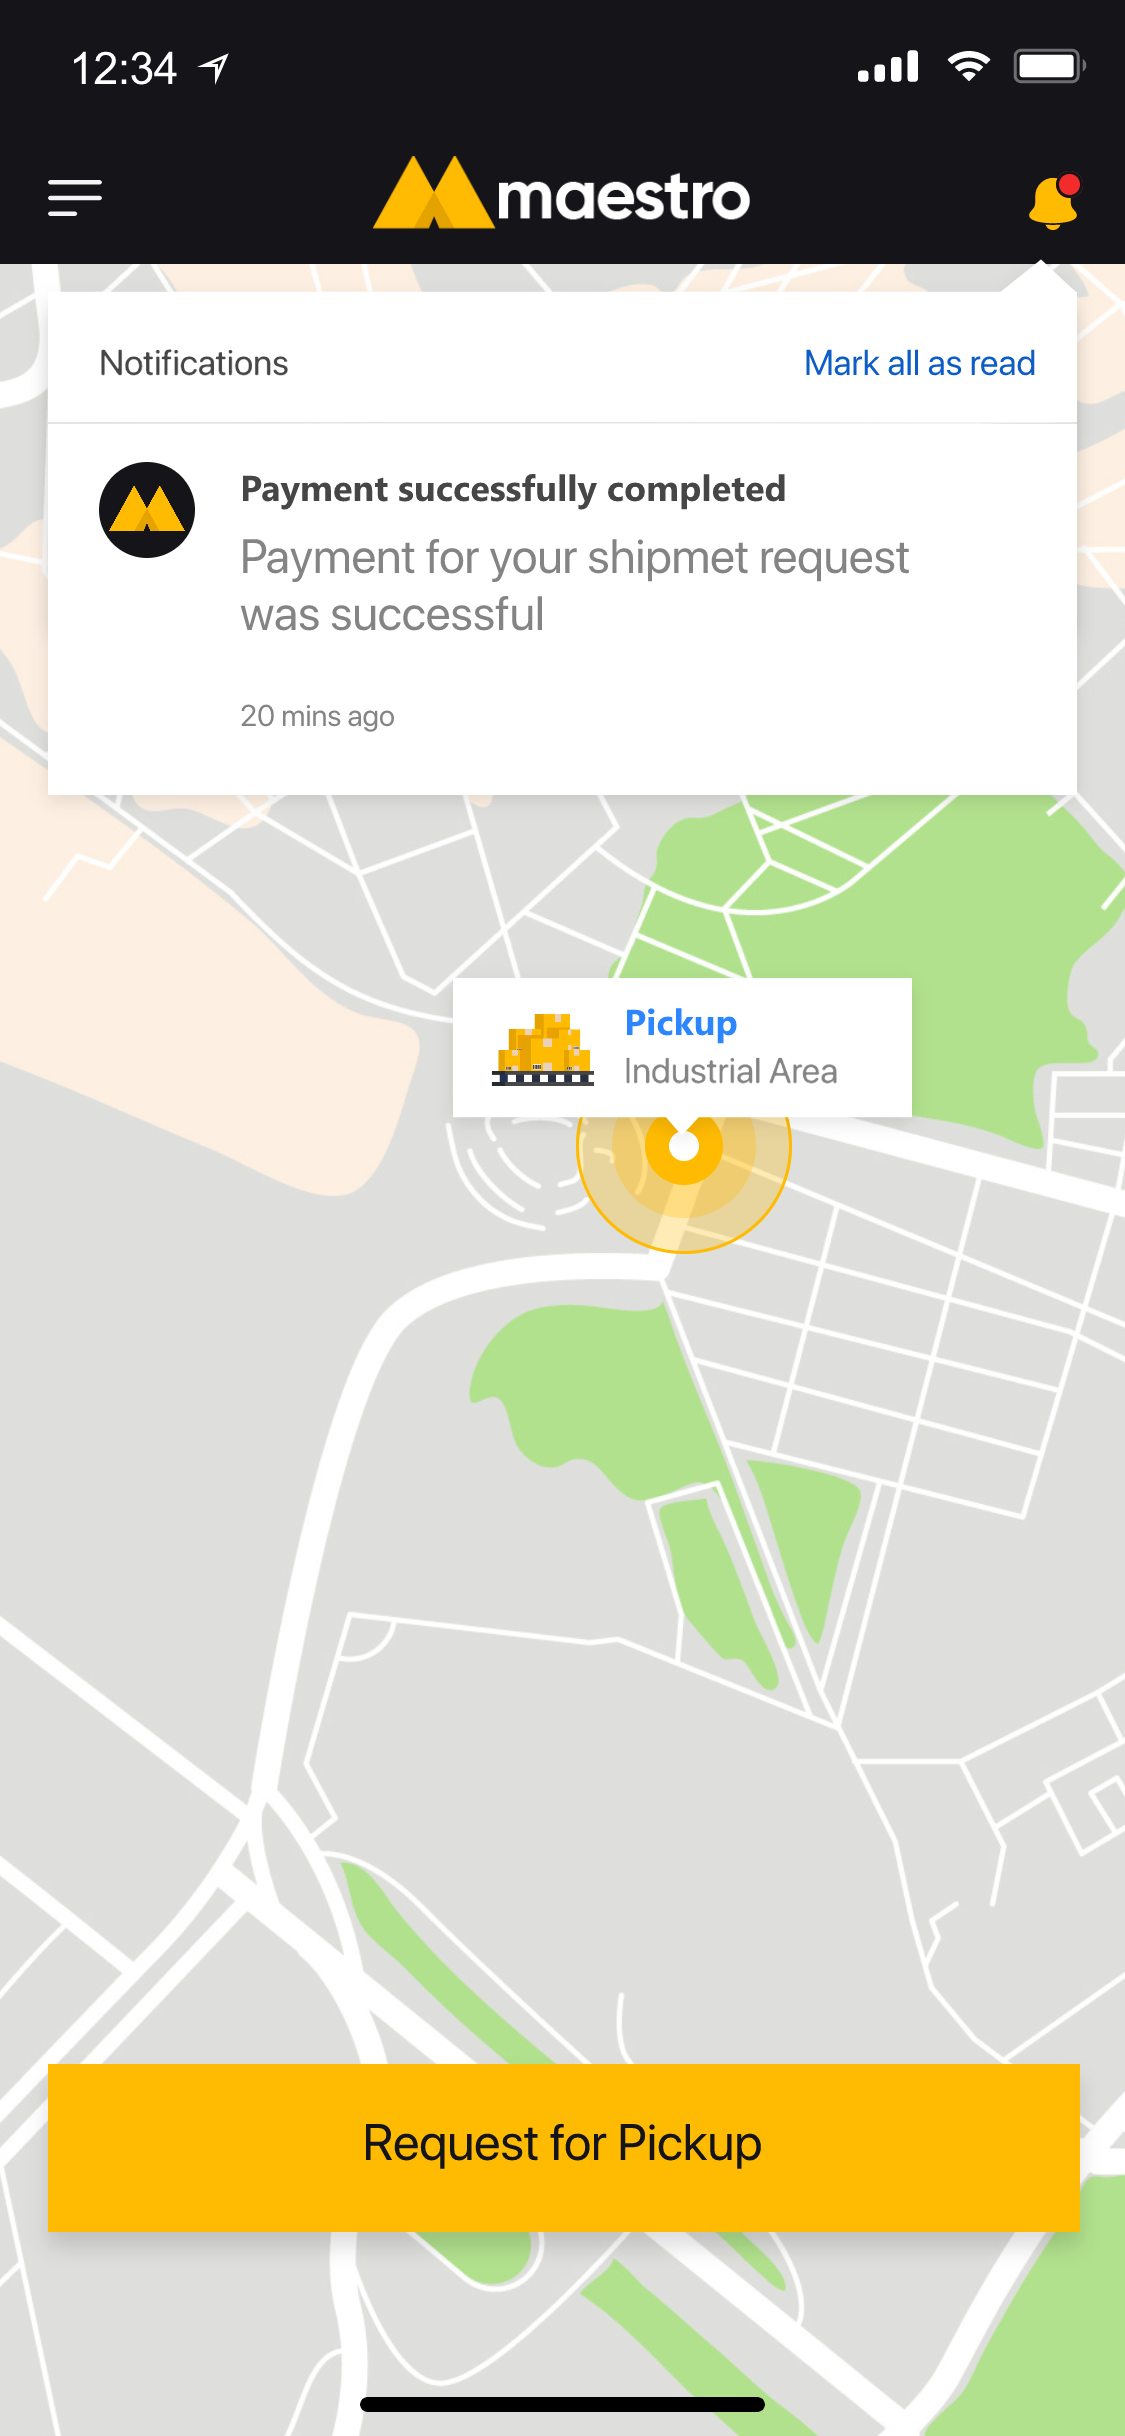 12:34
maestro
Notifications
Mark all as read
Payment successfully completed
Payment for your shipmet request
was successful
20 mins ago
Pickup
Industrial Area
Request for Pickup